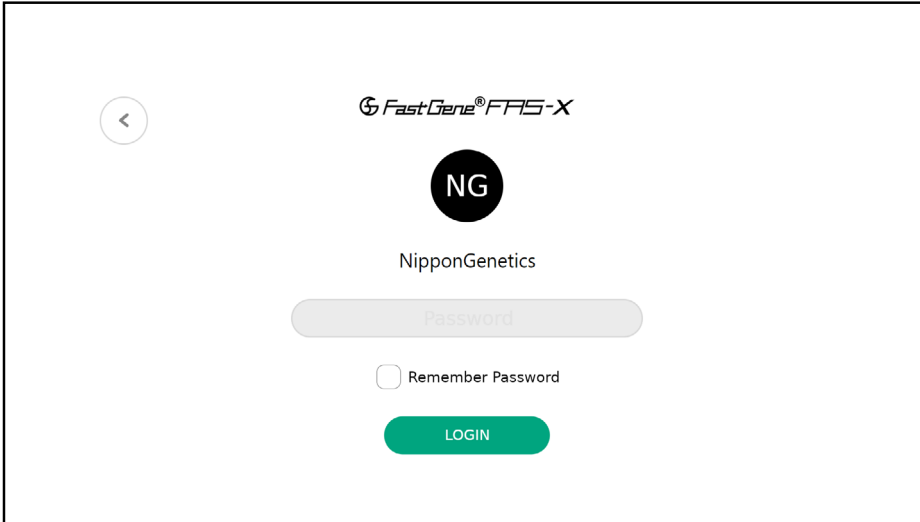 FastGene®FAS-X
NG
NipponGenetics
Password
Remember Password
LOGIN